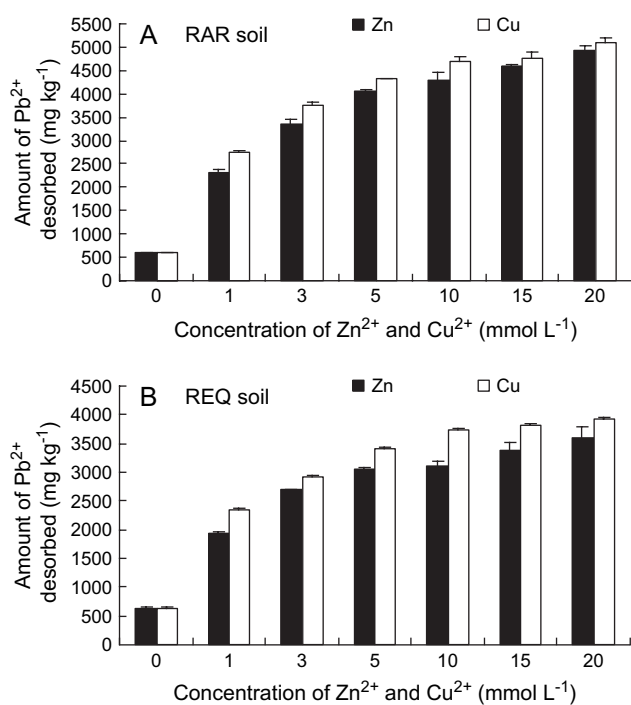 A RAR soil
Zn Cu
5500
5000
4500
4000
3500
3000
2500
2000
1500
1000
500
0
Amount of Pb²⁺
desorbed (mg kg⁻¹)
0 1 3 5 10 15 20
Concentration of Zn²⁺ and Cu²⁺ (mmol L⁻¹)
B REQ soil
Zn Cu
4500
4000
3500
3000
2500
2000
1500
1000
500
0
Amount of Pb²⁺
desorbed (mg kg⁻¹)
0 1 3 5 10 15 20
Concentration of Zn²⁺ and Cu²⁺ (mmol L⁻¹)